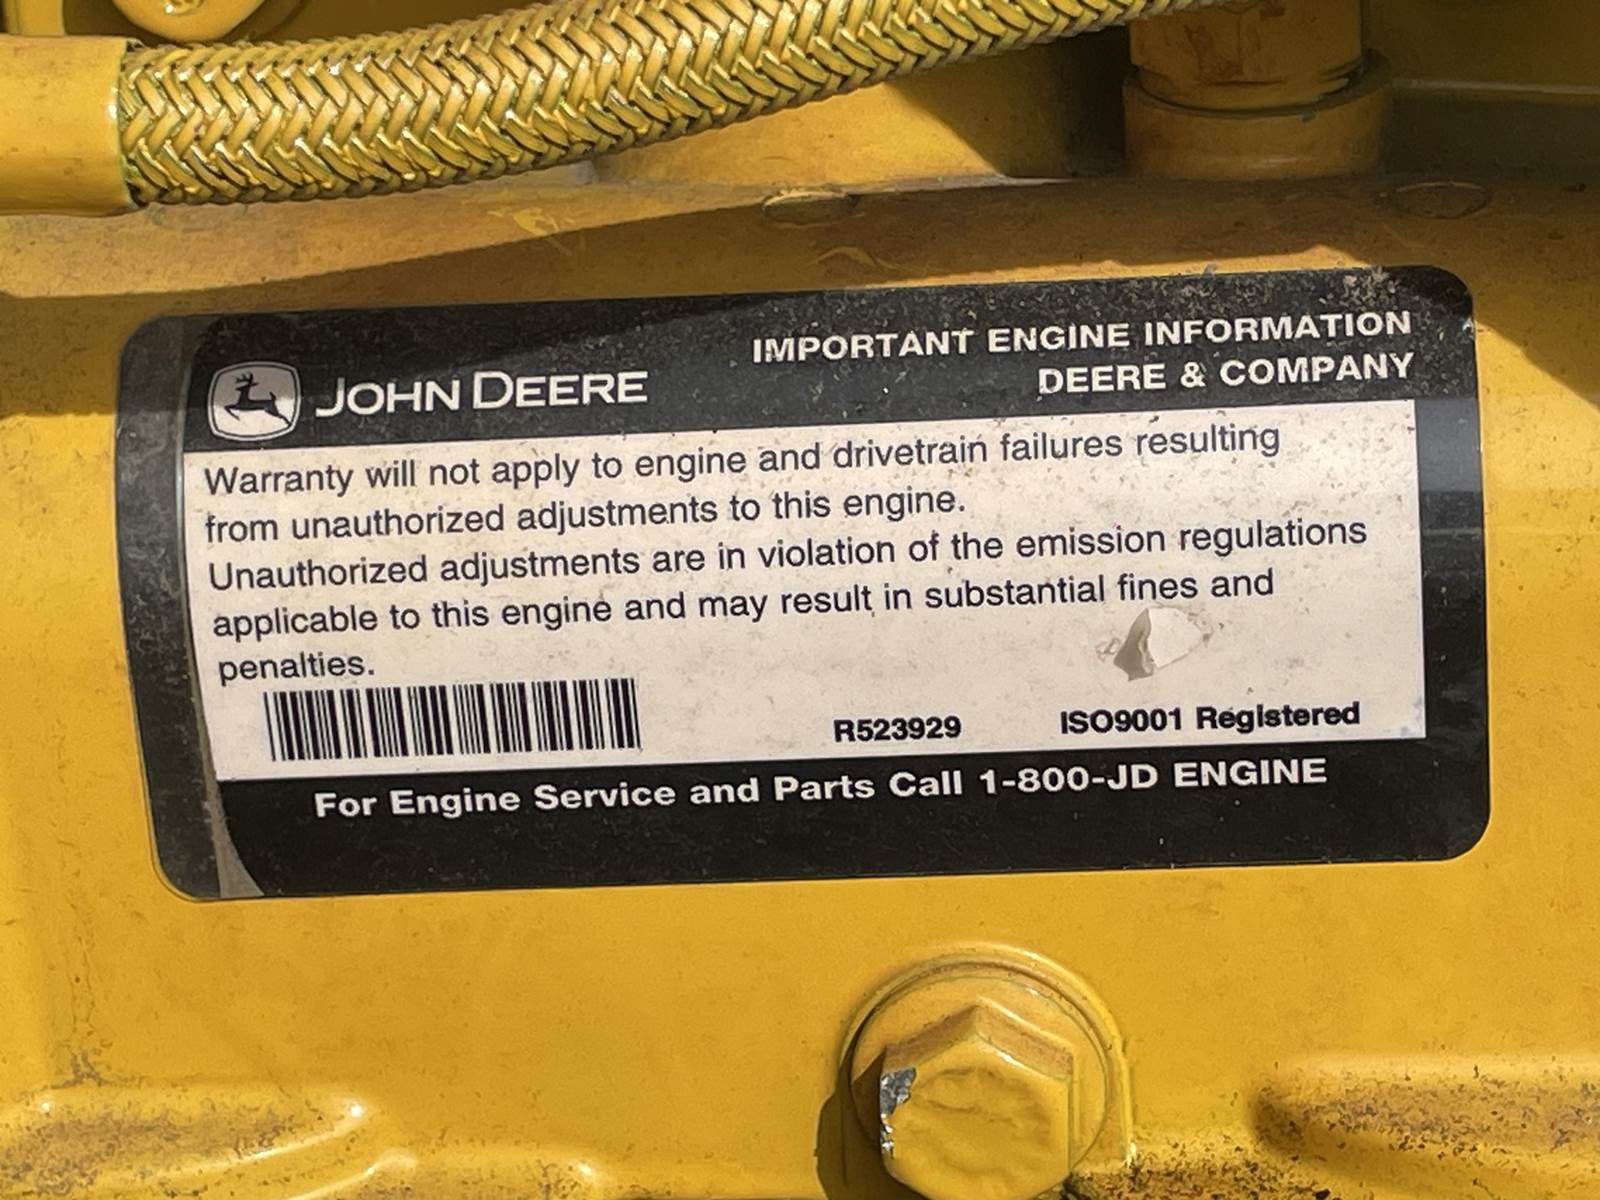 JOHN DEERE
IMPORTANT ENGINE INFORMATION
DEERE & COMPANY
Warranty will not apply to engine and drivetrain failures resulting
from unauthorized adjustments to this engine.
Unauthorized adjustments are in violation of the emission regulations
applicable to this engine and may result in substantial fines and
penalties.
R523929 ISO9001 Registered
For Engine Service and Parts Call 1-800-JD ENGINE